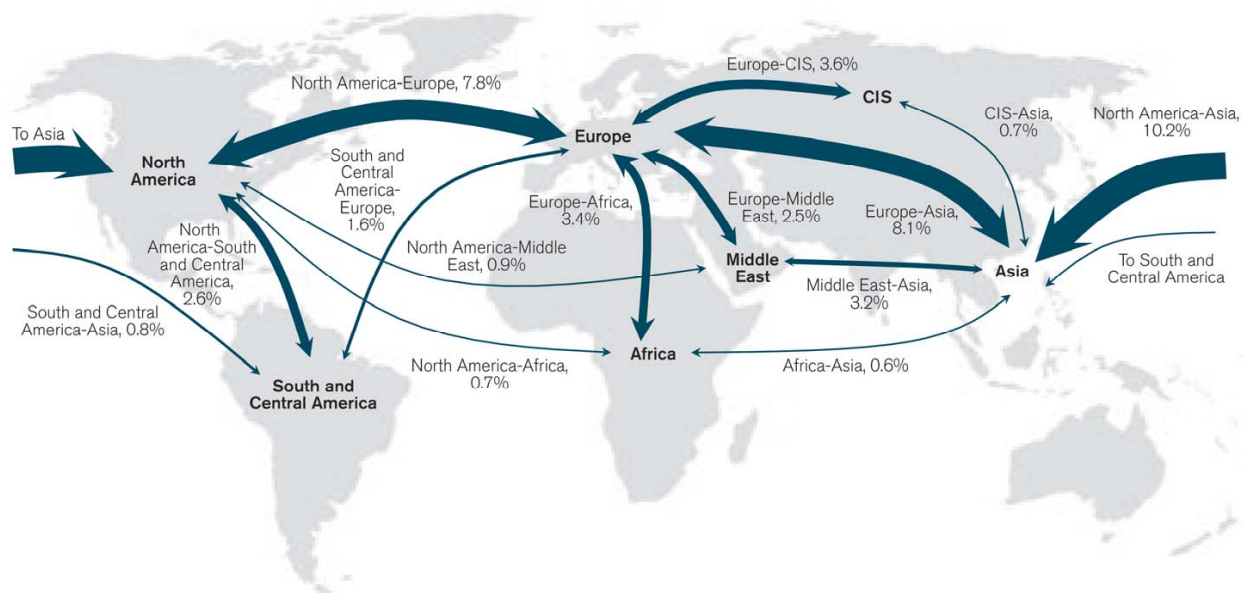 North America-Europe, 7.8%
Europe-CIS, 3.6%
CIS
To Asia
North
America
Europe
CIS-Asia,
0.7%
North America-Asia,
10.2%
South and
Central
America-
Europe,
1.6%
Europe-Africa,
3.4%
Europe-Middle
East, 2.5%
Europe-Asia,
8.1%
North
America-South
and Central
America,
2.6%
North America-Middle
East, 0.9%
Middle
East
Asia
To South and
Central America
Middle East-Asia,
3.2%
South and Central
America-Asia, 0.8%
North America-Africa,
0.7%
Africa
Africa-Asia, 0.6%
South and
Central America